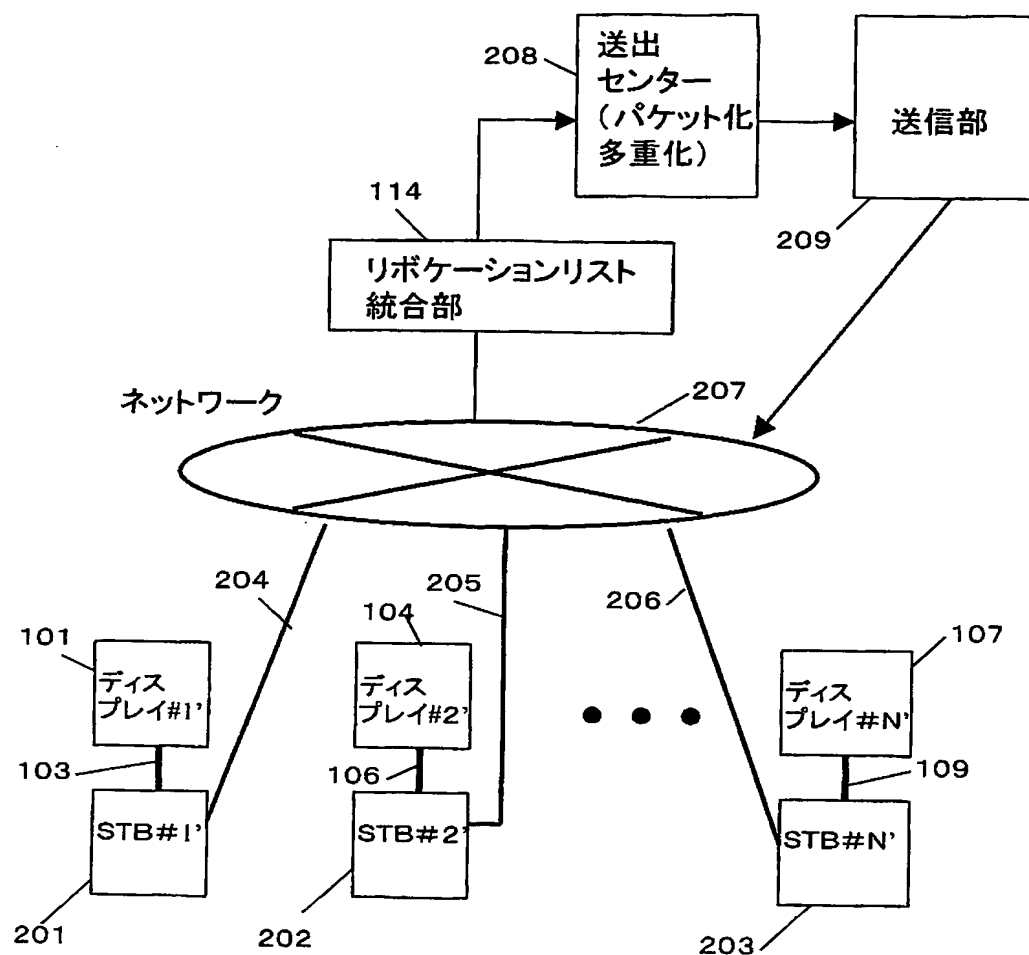 208
送出
センター
(パケット化
多重化)
送信部
209
114
リボケーションリスト
統合部
ネットワーク
207
204
205
206
101
ディス
プレイ#1'
104
ディス
プレイ#2'
107
ディス
プレイ#N'
103
106
109
STB#1'
STB#2'
STB#N'
201
202
203